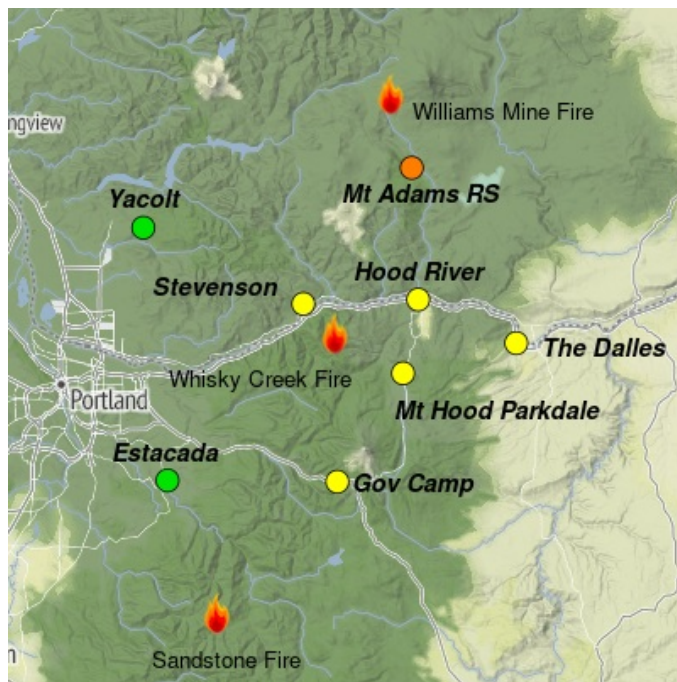 Williams Mine Fire
ngview
Mt Adams RS
Yacolt
Hood River
Stevenson
The Dalles
Whisky Creek Fire
Portland
Mt Hood Parkdale
Estacada
Gov Camp
n
Sandstone Fire